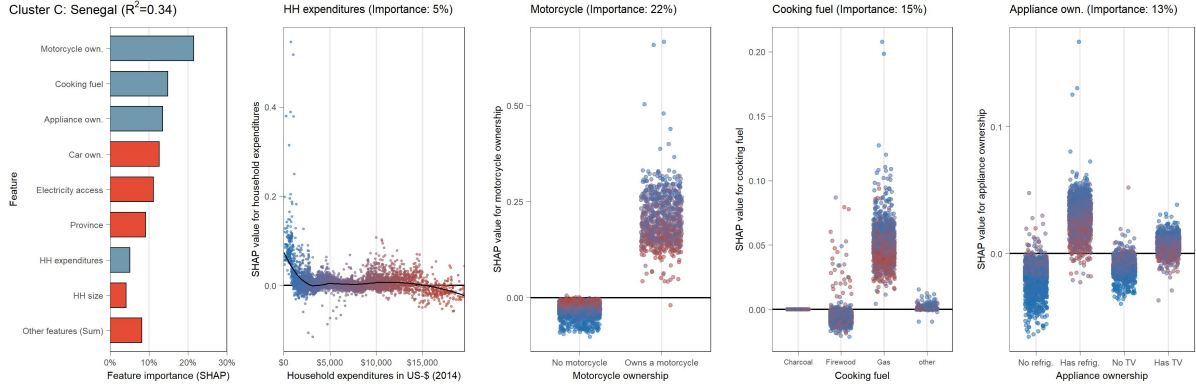 Cluster C: Senegal (R²=0.34)
Feature
Motorcycle own.
Cooking fuel
Appliance own.
Car own.
Electricity access
Province
HH expenditures
HH size
Other features (Sum)
0% 10% 20% 30%
Feature importance (SHAP)
HH expenditures (Importance: 5%)
SHAP value for household expenditures
0.4
0.2
0.0
$0 $5,000 $10,000 $15,000
Household expenditures in US-$ (2014)
Motorcycle (Importance: 22%)
SHAP value for motorcycle ownership
0.50
0.25
0.00
No motorcycle Owns a motorcycle
Motorcycle ownership
Cooking fuel (Importance: 15%)
SHAP value for cooking fuel
0.20
0.15
0.10
0.05
0.00
Charcoal Firewood Gas other
Cooking fuel
Appliance own. (Importance: 13%)
SHAP value for appliance ownership
0.1
0.0
No refrig. Has refrig. No TV Has TV
Appliance ownership